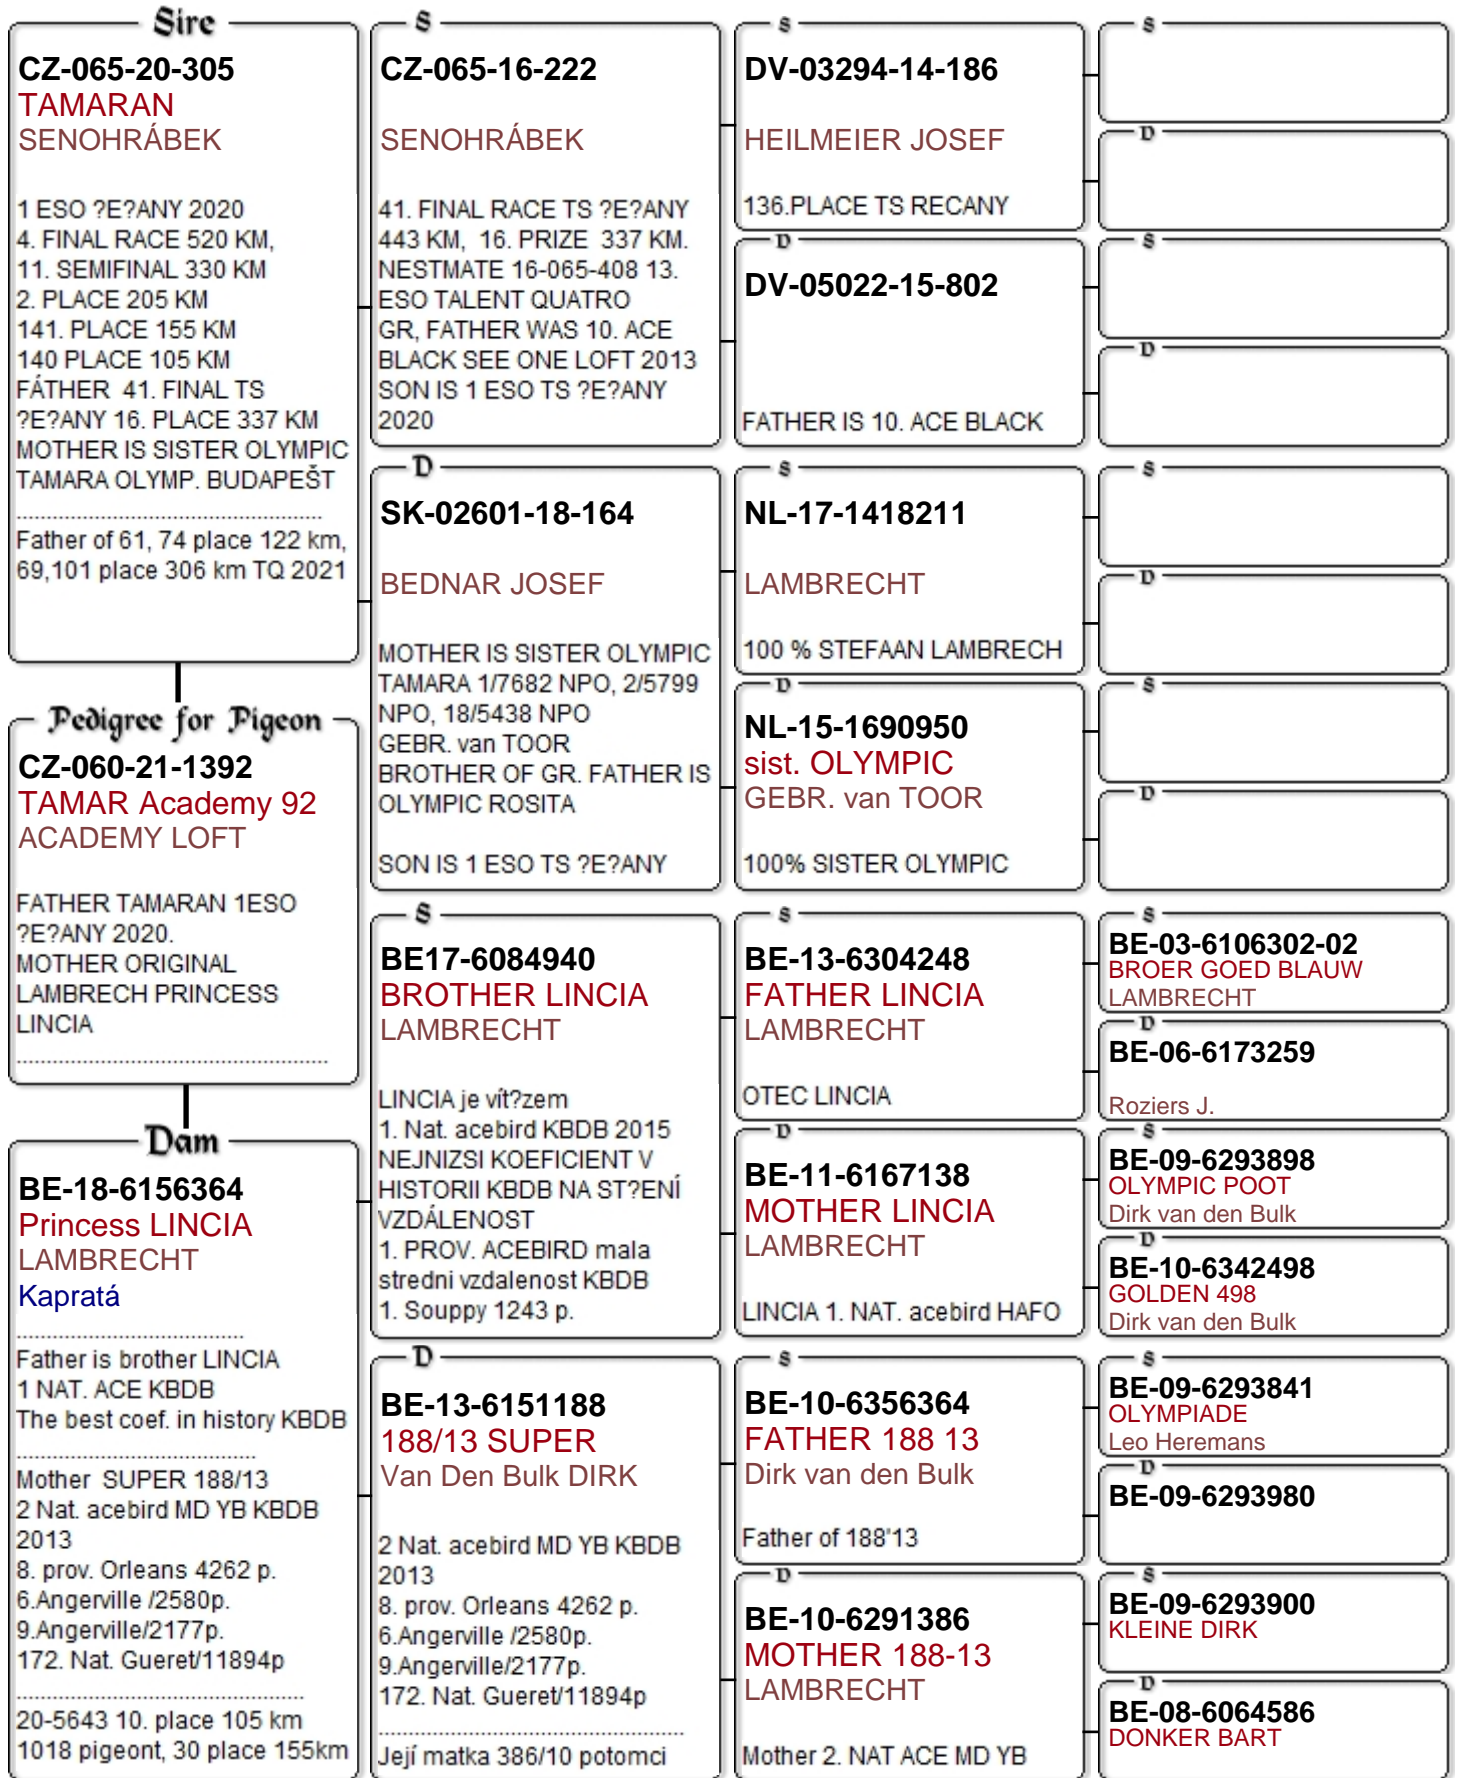 Sire
CZ-065-20-305
TAMARAN
SENOHRÁBEK
1 ESO ?E?ANY 2020
4. FINAL RACE 520 KM,
11. SEMIFINAL 330 KM
2. PLACE 205 KM
141. PLACE 155 KM
140 PLACE 105 KM
FÁTHER 41. FINAL TS
?E?ANY 16. PLACE 337 KM
MOTHER IS SISTER OLYMPIC
TAMARA OLYMP. BUDAPEŠT
...................................................
Father of 61, 74 place 122 km,
69,101 place 306 km TQ 2021
Pedigree for Pigeon
CZ-060-21-1392
TAMAR Academy 92
ACADEMY LOFT
FATHER TAMARAN 1ESO
?E?ANY 2020.
MOTHER ORIGINAL
LAMBRECH PRINCESS
LINCIA
....................................................
Dam
BE-18-6156364
Princess LINCIA
LAMBRECHT
Kapratá
......................................
Father is brother LINCIA
1 NAT. ACE KBDB
The best coef. in history KBDB
........................................
Mother SUPER 188/13
2 Nat. acebird MD YB KBDB
2013
8. prov. Orleans 4262 p.
6.Angerville /2580p.
9.Angerville/2177p.
172. Nat. Gueret/11894p
................................................
20-5643 10. place 105 km
1018 pigeont, 30 place 155km
S
CZ-065-16-222
SENOHRÁBEK
41. FINAL RACE TS ?E?ANY
443 KM, 16. PRIZE 337 KM.
NESTMATE 16-065-408 13.
ESO TALENT QUATRO
GR, FATHER WAS 10. ACE
BLACK SEE ONE LOFT 2013
SON IS 1 ESO TS ?E?ANY
2020
D
SK-02601-18-164
BEDNAR JOSEF
MOTHER IS SISTER OLYMPIC
TAMARA 1/7682 NPO, 2/5799
NPO, 18/5438 NPO
GEBR. van TOOR
BROTHER OF GR. FATHER IS
OLYMPIC ROSITA
SON IS 1 ESO TS ?E?ANY
S
BE17-6084940
BROTHER LINCIA
LAMBRECHT
LINCIA je vít?zem
1. Nat. acebird KBDB 2015
NEJNIZSI KOEFICIENT V
HISTORII KBDB NA ST?ENÍ
VZDÁLENOST
1. PROV. ACEBIRD mala
stredni vzdalenost KBDB
1. Souppy 1243 p.
D
BE-13-6151188
188/13 SUPER
Van Den Bulk DIRK
2 Nat. acebird MD YB KBDB
2013
8. prov. Orleans 4262 p.
6.Angerville /2580p.
9.Angerville/2177p.
172. Nat. Gueret/11894p
...................................................
Její matka 386/10 potomci
S
DV-03294-14-186
HEILMEIER JOSEF
136.PLACE TS RECANY
D
DV-05022-15-802
FATHER IS 10. ACE BLACK
S
NL-17-1418211
LAMBRECHT
100 % STEFAAN LAMBRECH
D
NL-15-1690950
sist. OLYMPIC
GEBR. van TOOR
100% SISTER OLYMPIC
S
BE-13-6304248
FATHER LINCIA
LAMBRECHT
OTEC LINCIA
D
BE-11-6167138
MOTHER LINCIA
LAMBRECHT
LINCIA 1. NAT. acebird HAFO
S
BE-10-6356364
FATHER 188 13
Dirk van den Bulk
Father of 188'13
D
BE-10-6291386
MOTHER 188-13
LAMBRECHT
Mother 2. NAT ACE MD YB
S
D
S
D
S
D
S
D
S
BE-03-6106302-02
BROER GOED BLAUW
LAMBRECHT
D
BE-06-6173259
Roziers J.
S
BE-09-6293898
OLYMPIC POOT
Dirk van den Bulk
D
BE-10-6342498
GOLDEN 498
Dirk van den Bulk
S
BE-09-6293841
OLYMPIADE
Leo Heremans
D
BE-09-6293980
S
BE-09-6293900
KLEINE DIRK
D
BE-08-6064586
DONKER BART